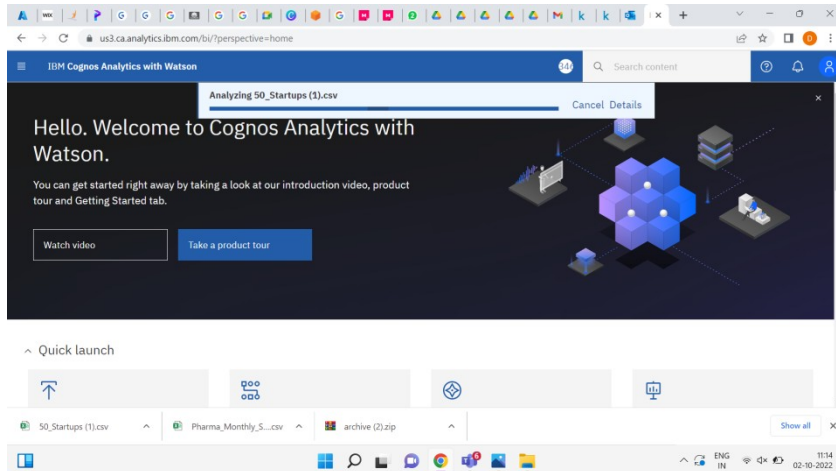 WIX
us3.ca.analytics.ibm.com/bi/?perspective=home
IBM Cognos Analytics with Watson
Search content
Analyzing 50_Startups (1).csv
Cancel Details
Hello. Welcome to Cognos Analytics with
Watson.
You can get started right away by taking a look at our introduction video, product
tour and Getting Started tab.
Watch video
Take a product tour
Quick launch
50_Startups (1).csv
Pharma_Monthly_S....csv
archive (2).zip
Show all
ENG
IN
11:14
02-10-2022